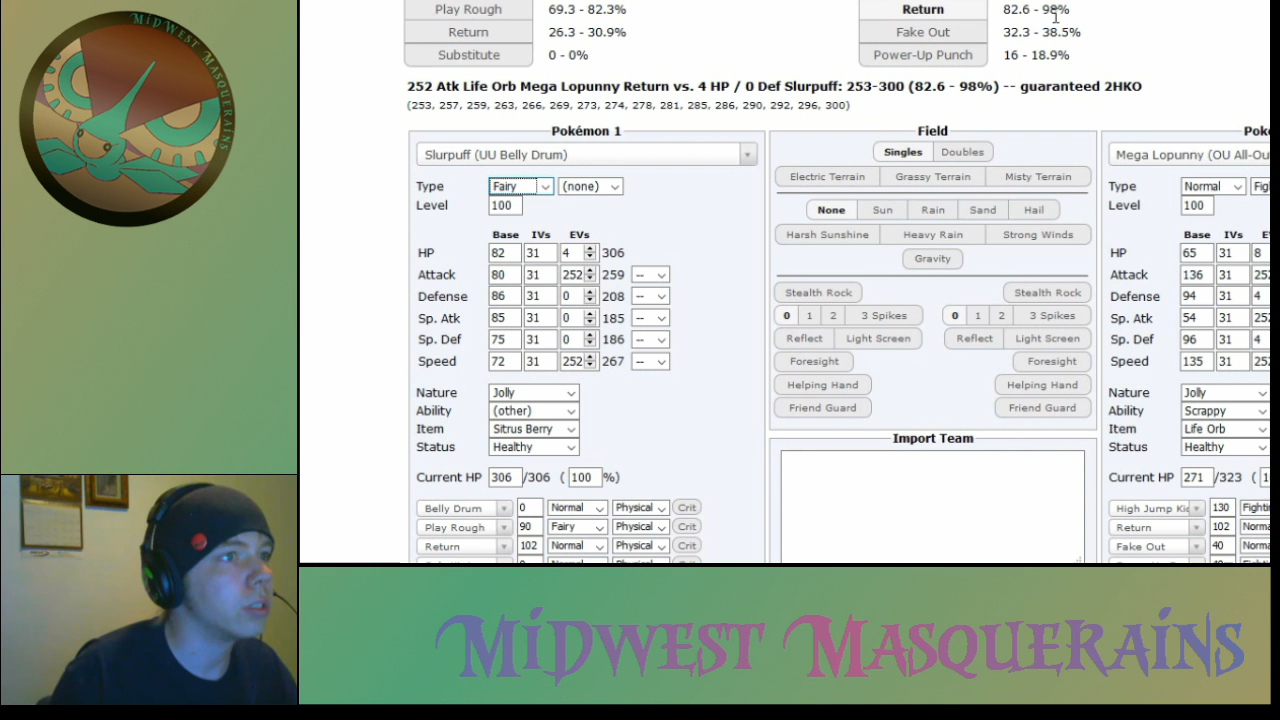 MIDWEST MASQUERAINS
Play Rough 69.3 - 82.3% Return 82.6 - 98%
Return 26.3 - 30.9% Fake Out 32.3 - 38.5%
Substitute 0 - 0% Power-Up Punch 16 - 18.9%
252 Atk Life Orb Mega Lopunny Return vs. 4 HP / 0 Def Slurpuff: 253-300 (82.6 - 98%) -- guaranteed 2HKO
(253, 257, 259, 263, 266, 269, 273, 274, 278, 281, 285, 286, 290, 292, 296, 300)
Pokémon 1
Slurpuff (UU Belly Drum)
Type Fairy (none)
Level 100
Base IVs EVs
HP 82 31 4 306
Attack 80 31 252 259 --
Defense 86 31 0 208 --
Sp. Atk 85 31 0 185 --
Sp. Def 75 31 0 186 --
Speed 72 31 252 267 --
Nature Jolly
Ability (other)
Item Sitrus Berry
Status Healthy
Current HP 306 /306 ( 100 %)
Belly Drum 0 Normal Physical Crit
Play Rough 90 Fairy Physical Crit
Return 102 Normal Physical Crit
Field
Singles Doubles
Electric Terrain Grassy Terrain Misty Terrain
None Sun Rain Sand Hail
Harsh Sunshine Heavy Rain Strong Winds
Gravity
Stealth Rock Stealth Rock
0 1 2 3 Spikes 0 1 2 3 Spikes
Reflect Light Screen Reflect Light Screen
Foresight Foresight
Helping Hand Helping Hand
Friend Guard Friend Guard
Import Team
Poké
Mega Lopunny (OU All-Ou
Type Normal Fig
Level 100
Base IVs E
HP 65 31 8
Attack 136 31 252
Defense 94 31 4
Sp. Atk 54 31 252
Sp. Def 96 31 4
Speed 135 31 252
Nature Jolly
Ability Scrappy
Item Life Orb
Status Healthy
Current HP 271 /323 ( 1
High Jump Kic 130 Fightin
Return 102 Norma
Fake Out 40 Norma
MIDWEST MASQUERAINS